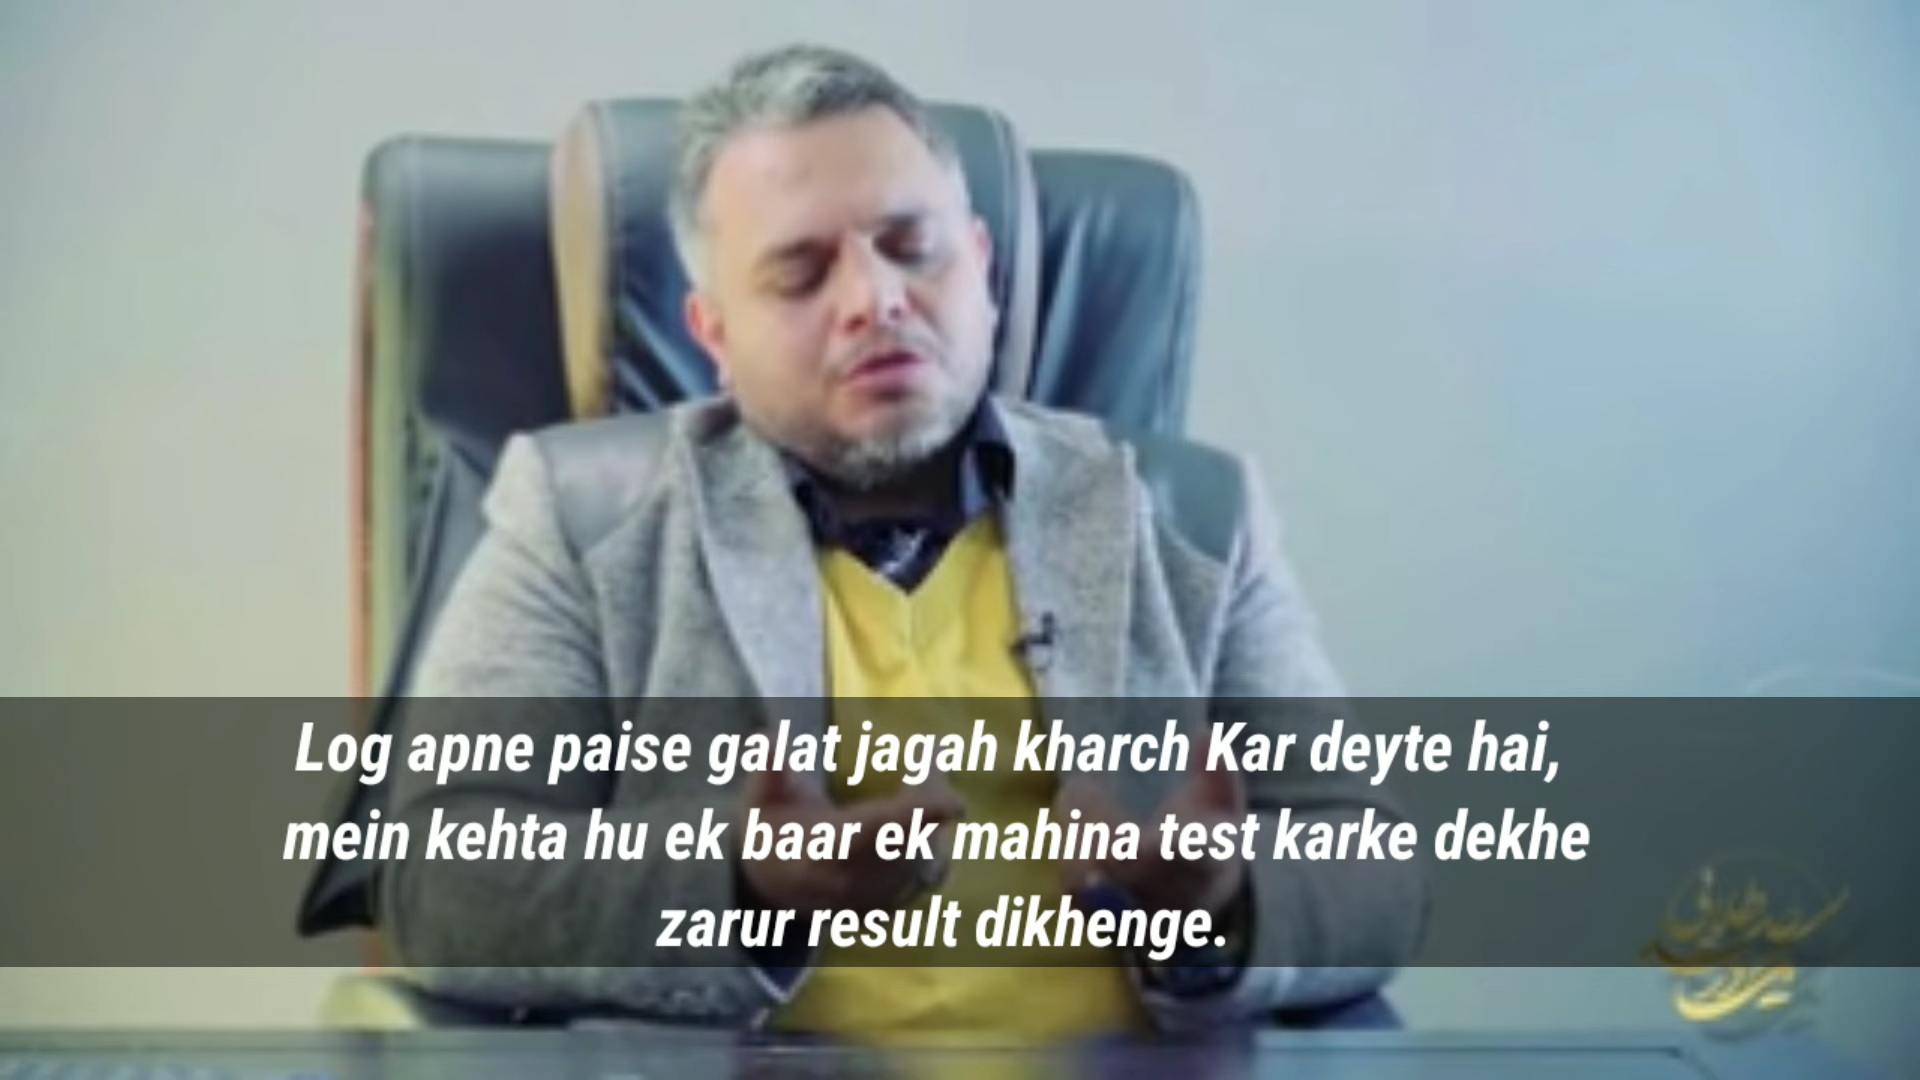 Log apne paise galat jagah kharch Kar deyte hai,
mein kehta hu ek baar ek mahina test karke dekhe
zarur result dikhenge.